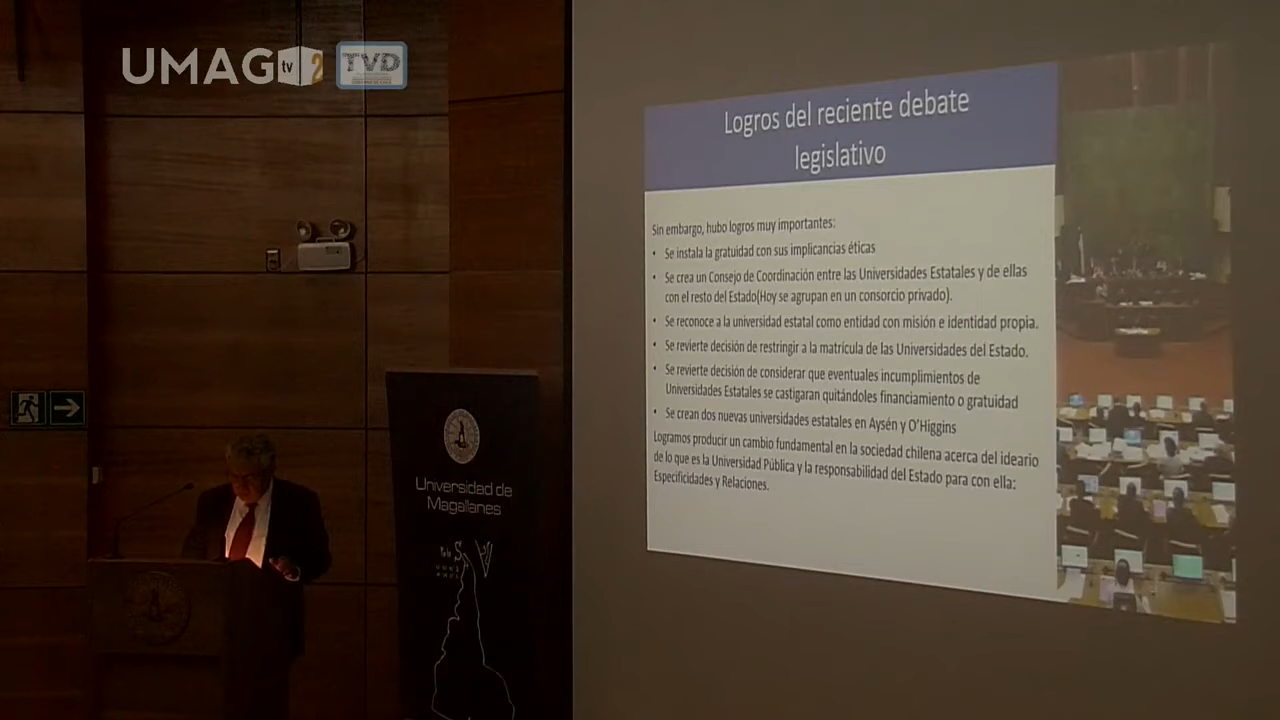 UMAG tv 2
TVD
Universidad de
Magallanes
Logros del reciente debate
legislativo
Sin embargo, hubo logros muy importantes:
• Se instala la gratuidad con sus implicancias éticas
• Se crea un Consejo de Coordinación entre las Universidades Estatales y de ellas
con el resto del Estado(Hoy se agrupan en un consorcio privado).
• Se reconoce a la universidad estatal como entidad con misión e identidad propia.
• Se revierte decisión de restringir a la matrícula de las Universidades del Estado.
• Se revierte decisión de considerar que eventuales incumplimientos de
Universidades Estatales se castigaran quitándoles financiamiento o gratuidad
• Se crean dos nuevas universidades estatales en Aysén y O'Higgins
Logramos producir un cambio fundamental en la sociedad chilena acerca del ideario
de lo que es la Universidad Pública y la responsabilidad del Estado para con ella:
Especificidades y Relaciones.